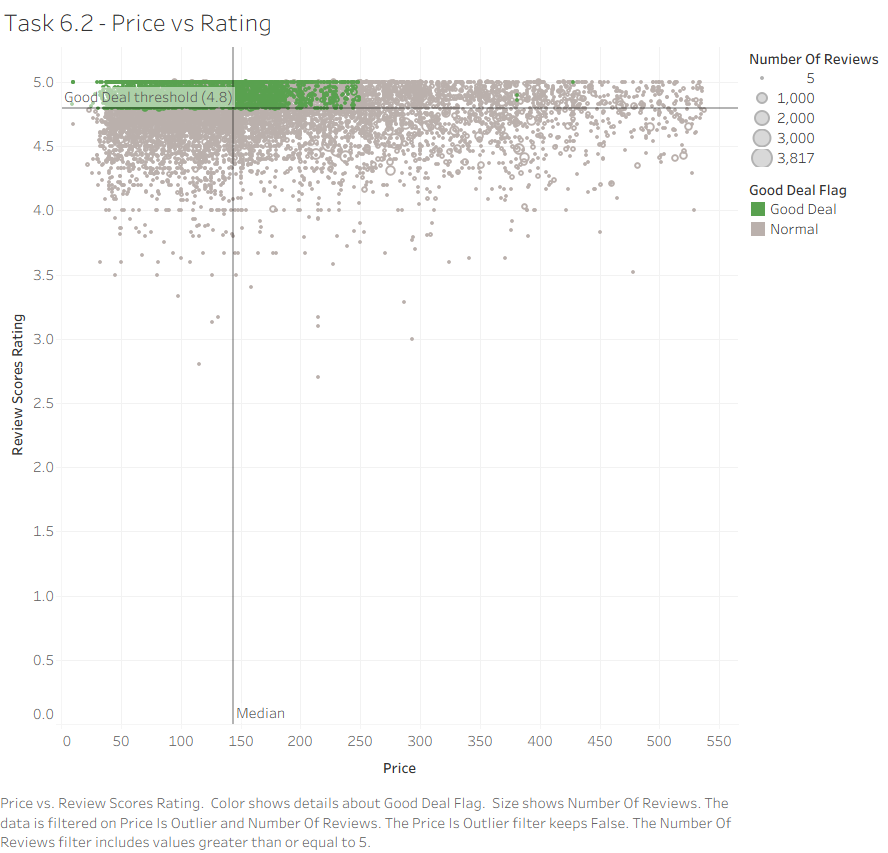 Task 6.2 - Price vs Rating
Number Of Reviews
5
1,000
2,000
3,000
3,817
Good Deal Flag
Good Deal
Normal
Review Scores Rating
5.0
Good Deal threshold (4.8)
4.5
4.0
3.5
3.0
2.5
2.0
1.5
1.0
0.5
0.0
Median
0 50 100 150 200 250 300 350 400 450 500 550
Price
Price vs. Review Scores Rating. Color shows details about Good Deal Flag. Size shows Number Of Reviews. The
data is filtered on Price Is Outlier and Number Of Reviews. The Price Is Outlier filter keeps False. The Number Of
Reviews filter includes values greater than or equal to 5.